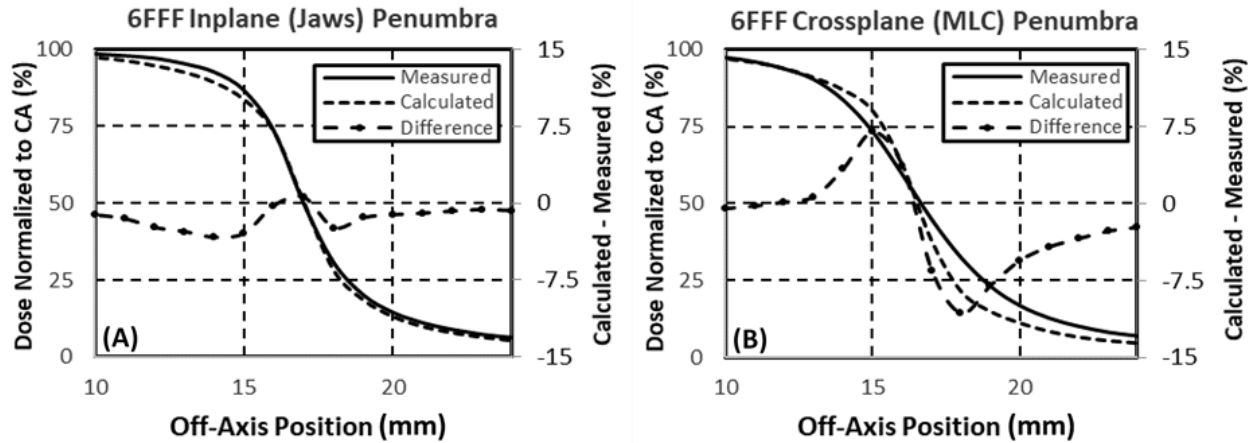 6FFF Inplane (Jaws) Penumbra
Dose Normalized to CA (%)
100
75
50
25
0
Measured
Calculated
Difference
15
7.5
0
-7.5
-15
Calculated - Measured (%)
(A)
10
15
20
Off-Axis Position (mm)
6FFF Crossplane (MLC) Penumbra
Dose Normalized to CA (%)
100
75
50
25
0
Measured
Calculated
Difference
15
7.5
0
-7.5
-15
Calculated - Measured (%)
(B)
10
15
20
Off-Axis Position (mm)